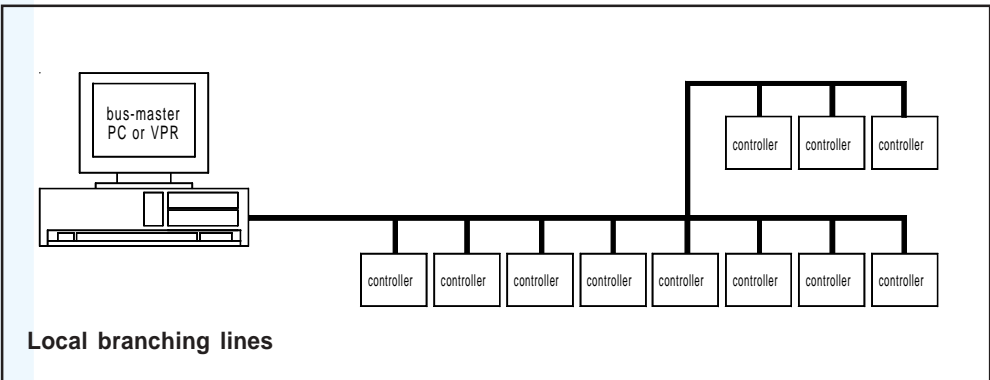 bus-master
PC or VPR
controller controller controller
controller controller controller controller controller controller controller controller
Local branching lines